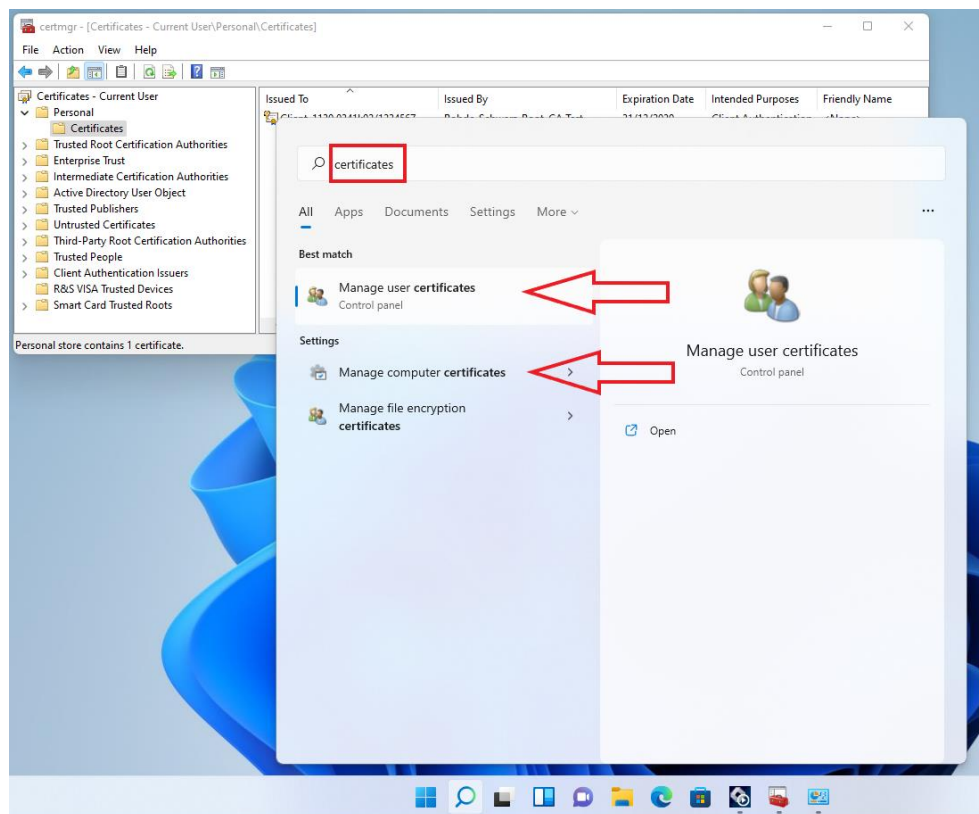 certmgr - [Certificates - Current User\Personal\Certificates]
File Action View Help
Certificates - Current User
Personal
Certificates
Trusted Root Certification Authorities
Enterprise Trust
Intermediate Certification Authorities
Active Directory User Object
Trusted Publishers
Untrusted Certificates
Third-Party Root Certification Authorities
Trusted People
Client Authentication Issuers
R&S VISA Trusted Devices
Smart Card Trusted Roots
Issued To Issued By Expiration Date Intended Purposes Friendly Name
Client Authentication <None>
Personal store contains 1 certificate.
certificates
All Apps Documents Settings More
...
Best match
Manage user certificates
Control panel
Settings
Manage computer certificates
Manage file encryption
certificates
Manage user certificates
Control panel
Open